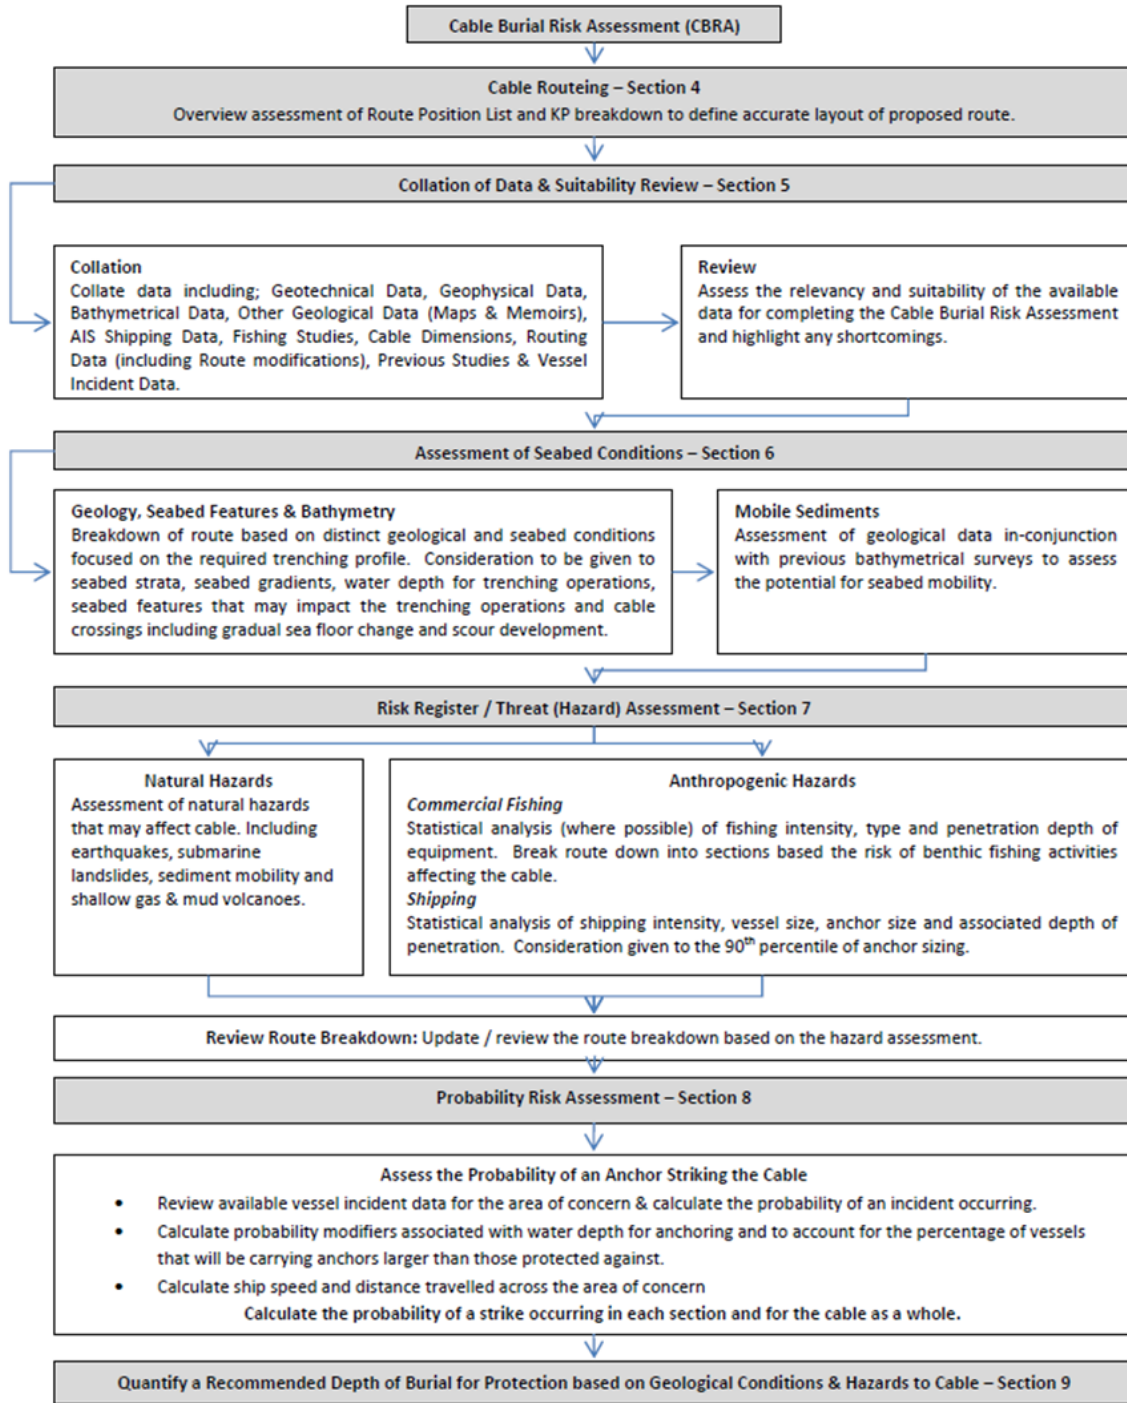 Cable Burial Risk Assessment (CBRA)
Cable Routeing – Section 4
Overview assessment of Route Position List and KP breakdown to define accurate layout of proposed route.
Collation of Data & Suitability Review – Section 5
Collation
Collate data including; Geotechnical Data, Geophysical Data,
Bathymetrical Data, Other Geological Data (Maps & Memoirs),
AIS Shipping Data, Fishing Studies, Cable Dimensions, Routing
Data (including Route modifications), Previous Studies & Vessel
Incident Data.
Review
Assess the relevancy and suitability of the available
data for completing the Cable Burial Risk Assessment
and highlight any shortcomings.
Assessment of Seabed Conditions – Section 6
Geology, Seabed Features & Bathymetry
Breakdown of route based on distinct geological and seabed conditions
focused on the required trenching profile. Consideration to be given to
seabed strata, seabed gradients, water depth for trenching operations,
seabed features that may impact the trenching operations and cable
crossings including gradual sea floor change and scour development.
Mobile Sediments
Assessment of geological data in-conjunction
with previous bathymetrical surveys to assess
the potential for seabed mobility.
Risk Register / Threat (Hazard) Assessment – Section 7
Natural Hazards
Assessment of natural hazards
that may affect cable. Including
earthquakes, submarine
landslides, sediment mobility and
shallow gas & mud volcanoes.
Anthropogenic Hazards
Commercial Fishing
Statistical analysis (where possible) of fishing intensity, type and penetration depth of
equipment. Break route down into sections based the risk of benthic fishing activities
affecting the cable.
Shipping
Statistical analysis of shipping intensity, vessel size, anchor size and associated depth of
penetration. Consideration given to the 90th percentile of anchor sizing.
Review Route Breakdown: Update / review the route breakdown based on the hazard assessment.
Probability Risk Assessment – Section 8
Assess the Probability of an Anchor Striking the Cable
• Review available vessel incident data for the area of concern & calculate the probability of an incident occurring.
• Calculate probability modifiers associated with water depth for anchoring and to account for the percentage of vessels
that will be carrying anchors larger than those protected against.
• Calculate ship speed and distance travelled across the area of concern
Calculate the probability of a strike occurring in each section and for the cable as a whole.
Quantify a Recommended Depth of Burial for Protection based on Geological Conditions & Hazards to Cable – Section 9